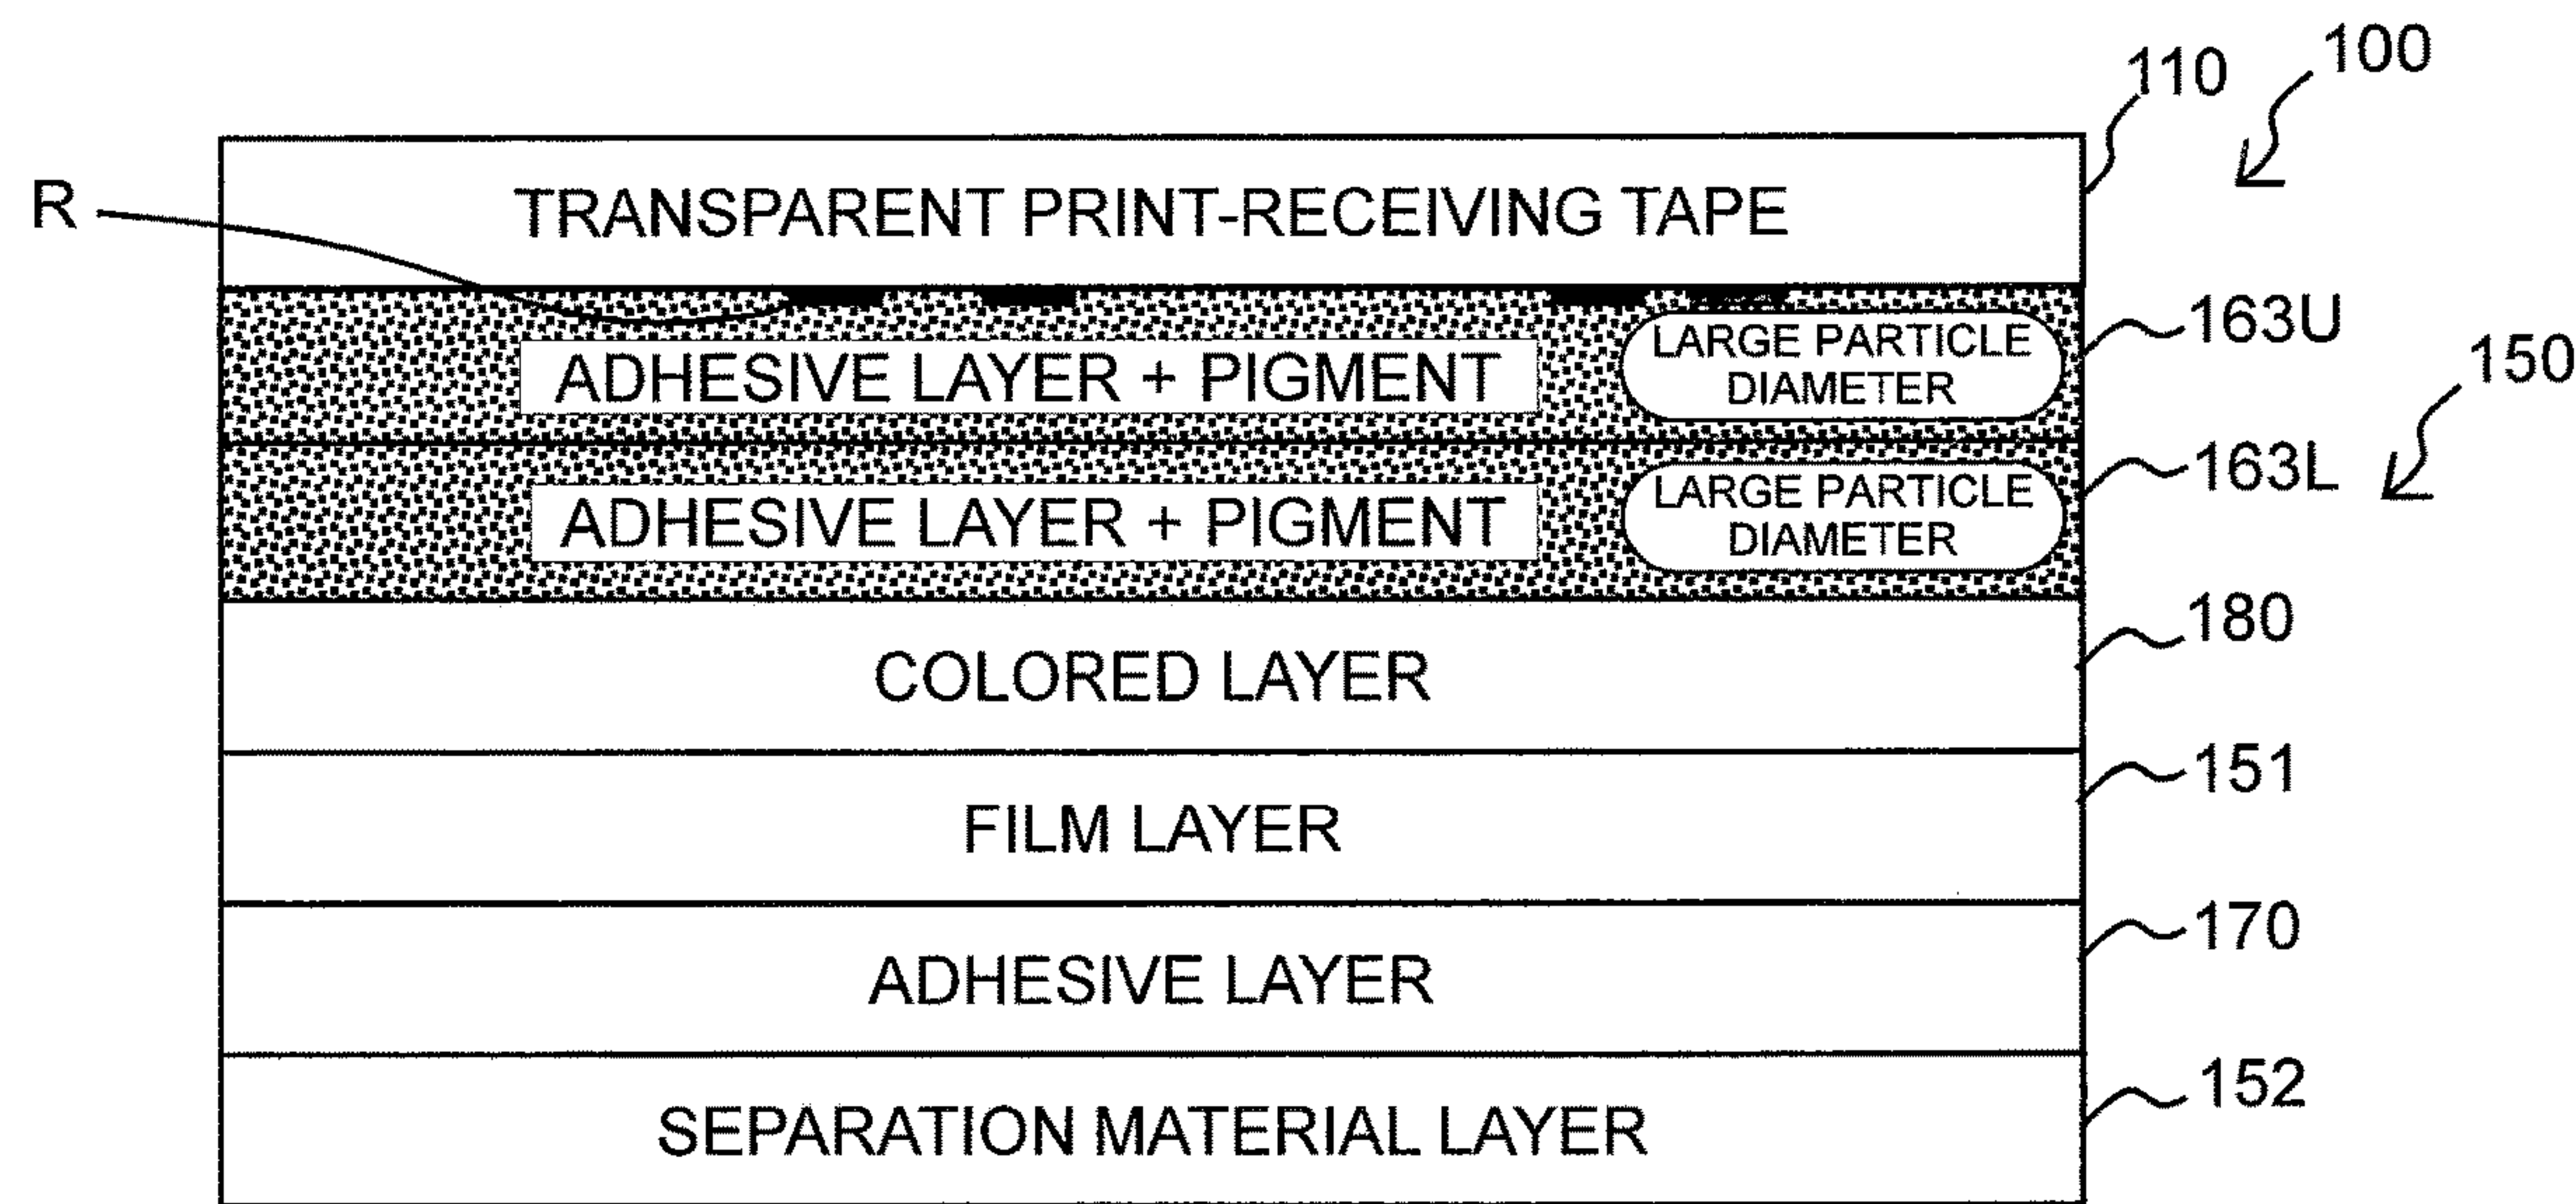 100
110
R
TRANSPARENT PRINT-RECEIVING TAPE
163U
ADHESIVE LAYER + PIGMENT
LARGE PARTICLE
DIAMETER
150
163L
ADHESIVE LAYER + PIGMENT
LARGE PARTICLE
DIAMETER
180
COLORED LAYER
151
FILM LAYER
170
ADHESIVE LAYER
152
SEPARATION MATERIAL LAYER